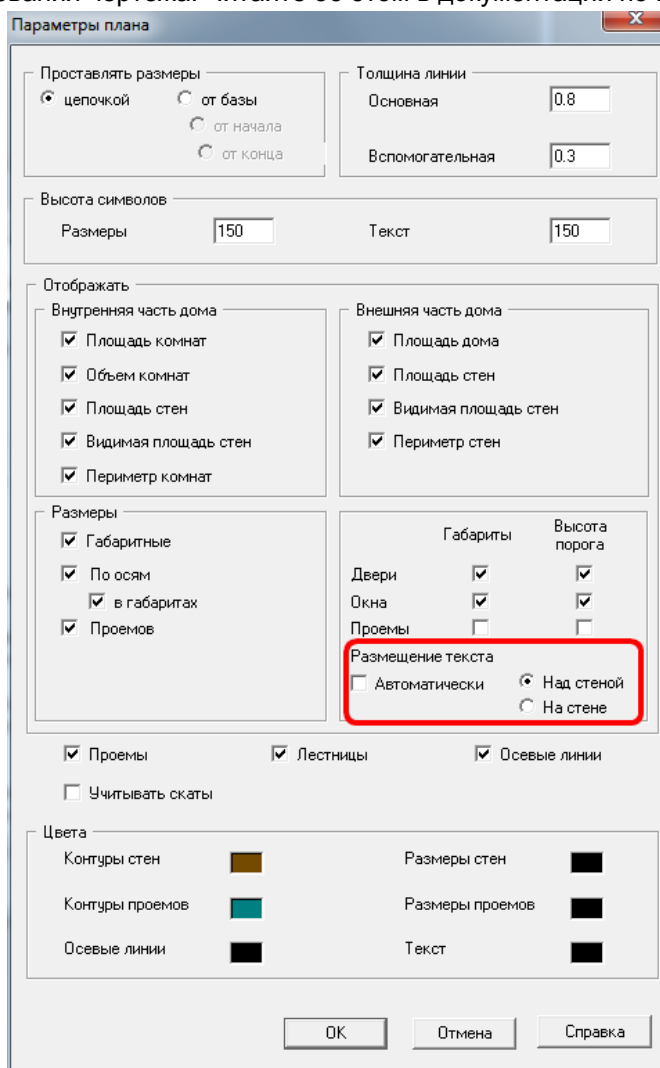 Параметры плана
Проставлять размеры
цепочкой
от базы
от начала
от конца
Толщина линии
Основная 0.8
Вспомогательная 0.3
Высота символов
Размеры 150 Текст 150
Отображать
Внутренняя часть дома
Площадь комнат
Объем комнат
Площадь стен
Видимая площадь стен
Периметр комнат
Внешняя часть дома
Площадь дома
Площадь стен
Видимая площадь стен
Периметр стен
Размеры
Габаритные
По осям
в габаритах
Проемов
Габариты Высота
порога
Двери
Окна
Проемы
Размещение текста
Автоматически Над стеной
На стене
Проемы Лестницы Осевые линии
Учитывать скаты
Цвета
Контуры стен Размеры стен
Контуры проемов Размеры проемов
Осевые линии Текст
OK Отмена Справка